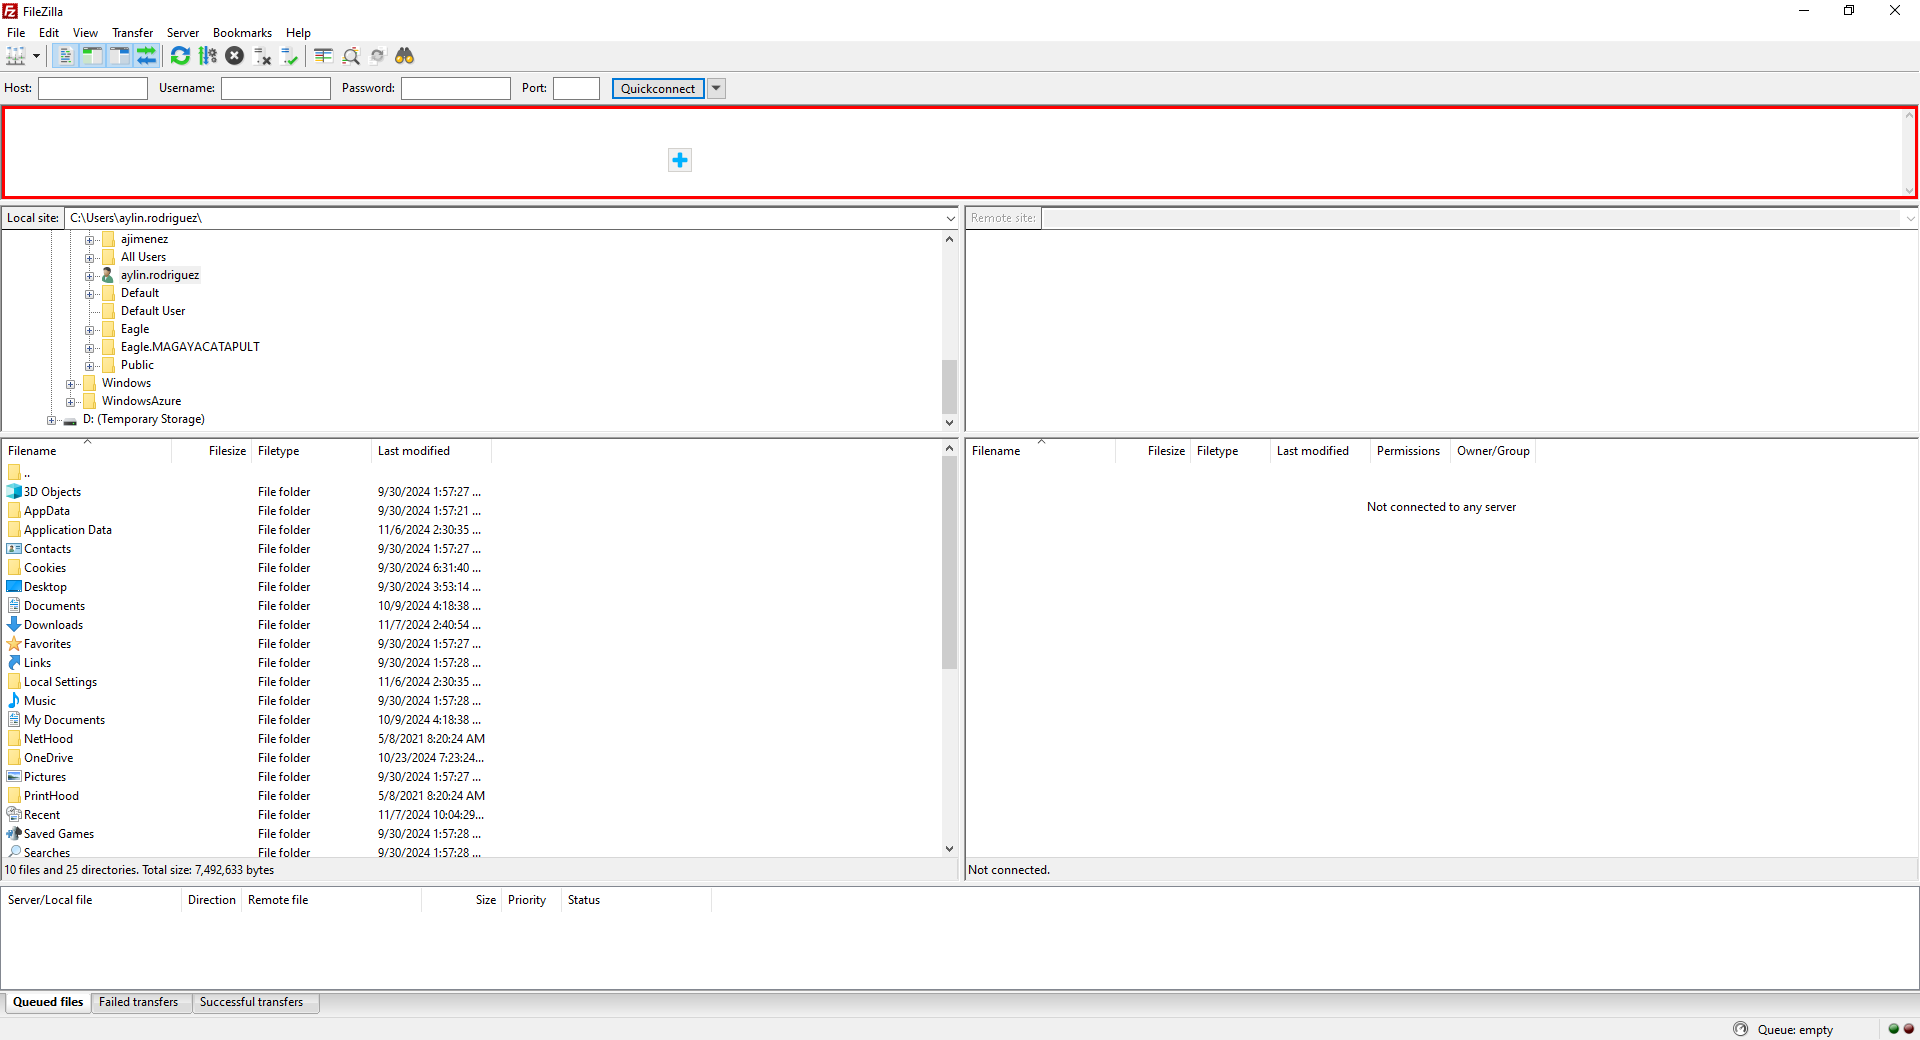 FileZilla
File Edit View Transfer Server Bookmarks Help
Host: Username: Password: Port: Quickconnect
Local site: C:\Users\aylin.rodriguez\
ajimenez
All Users
aylin.rodriguez
Default
Default User
Eagle
Eagle.MAGAYACATAPULT
Public
Windows
WindowsAzure
D: (Temporary Storage)
Remote site:
Filename Filesize Filetype Last modified
..
3D Objects File folder 9/30/2024 1:57:27 ...
AppData File folder 9/30/2024 1:57:21 ...
Application Data File folder 11/6/2024 2:30:35 ...
Contacts File folder 9/30/2024 1:57:27 ...
Cookies File folder 9/30/2024 6:31:40 ...
Desktop File folder 9/30/2024 3:53:14 ...
Documents File folder 10/9/2024 4:18:38 ...
Downloads File folder 11/7/2024 2:40:54 ...
Favorites File folder 9/30/2024 1:57:27 ...
Links File folder 9/30/2024 1:57:28 ...
Local Settings File folder 11/6/2024 2:30:35 ...
Music File folder 9/30/2024 1:57:28 ...
My Documents File folder 10/9/2024 4:18:38 ...
NetHood File folder 5/8/2021 8:20:24 AM
OneDrive File folder 10/23/2024 7:23:24...
Pictures File folder 9/30/2024 1:57:27 ...
PrintHood File folder 5/8/2021 8:20:24 AM
Recent File folder 11/7/2024 10:04:29...
Saved Games File folder 9/30/2024 1:57:28 ...
Searches File folder 9/30/2024 1:57:28 ...
10 files and 25 directories. Total size: 7,492,633 bytes
Filename Filesize Filetype Last modified Permissions Owner/Group
Not connected to any server
Not connected.
Server/Local file Direction Remote file Size Priority Status
Queued files Failed transfers Successful transfers
Queue: empty